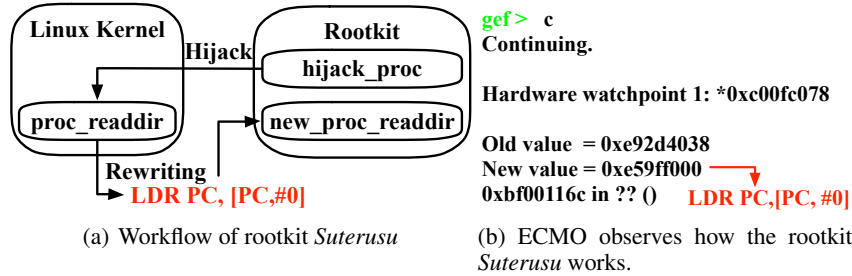 Linux Kernel
Rootkit
Hijack
hijack_proc
proc_readdir
new_proc_readdir
Rewriting
LDR PC, [PC,#0]
(a) Workflow of rootkit Suterusu
gef > c
Continuing.
Hardware watchpoint 1: *0xc00fc078
Old value = 0xe92d4038
New value = 0xe59ff000
0xbf00116c in ?? ()
LDR PC,[PC, #0]
(b) ECMO observes how the rootkit
Suterusu works.